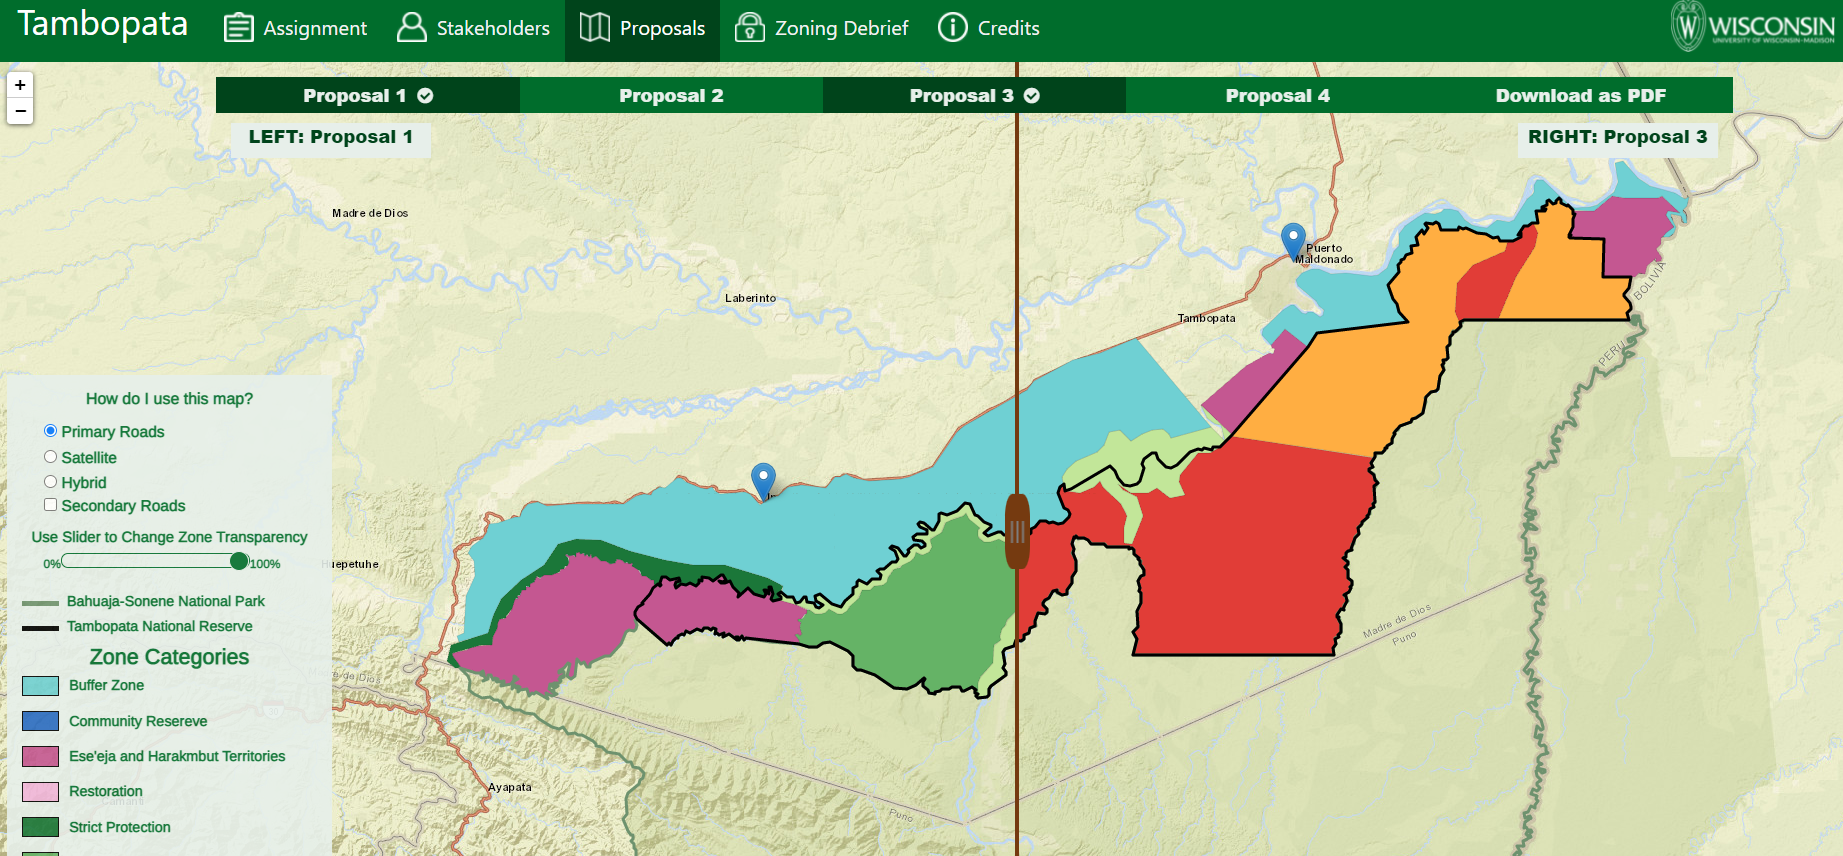 Tambopata
Assignment
Stakeholders
Proposals
Zoning Debrief
Credits
WISCONSIN
UNIVERSITY OF WISCONSIN-MADISON
+
−
Proposal 1
Proposal 2
Proposal 3
Proposal 4
Download as PDF
LEFT: Proposal 1
RIGHT: Proposal 3
Madre de Dios
Puerto
Maldonado
Laberinto
Tambopata
BOLIVIA
PERU
How do I use this map?
Primary Roads
Satellite
Hybrid
Secondary Roads
Use Slider to Change Zone Transparency
0%
100%
Bahuaja-Sonene National Park
Tambopata National Reserve
Zone Categories
Buffer Zone
Community Resereve
Ese'eja and Harakmbut Territories
Restoration
Strict Protection
Madre de Dios
Puno
Ayapata
Puno